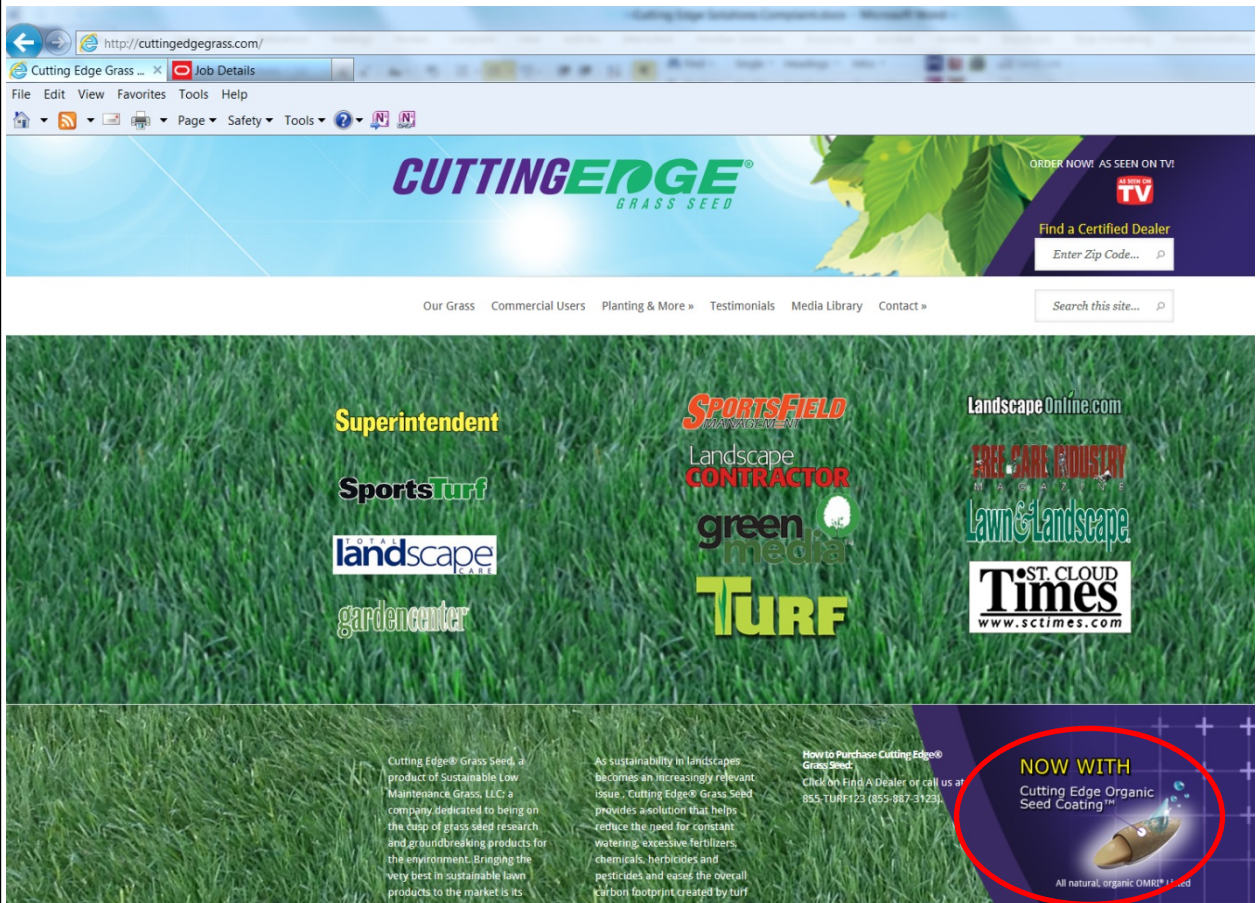 Cutting Edge Solutions Complaint.docx - Microsoft Word
http://cuttingedgegrass.com/
Cutting Edge Grass ... × Job Details
File Edit View Favorites Tools Help
Page Safety Tools
CUTTINGEDGE®
GRASS SEED
ORDER NOW! AS SEEN ON TV!
AS SEEN ON
TV
Find a Certified Dealer
Enter Zip Code...
Our Grass Commercial Users Planting & More » Testimonials Media Library Contact »
Search this site...
Superintendent
SportsTurf
TOTAL
landscape
CARE
gardencenter
SPORTSFIELD
MANAGEMENT
Landscape
CONTRACTOR
green
media
TURF
LandscapeOnline.com
TREE CARE INDUSTRY
MAGAZINE
Lawn&Landscape.
ST. CLOUD
Times
www.sctimes.com
Cutting Edge® Grass Seed, a
product of Sustainable Low
Maintenance Grass, LLC; a
company dedicated to being on
the cusp of grass seed research
and groundbreaking products for
the environment. Bringing the
very best in sustainable lawn
products to the market is its
As sustainability in landscapes
becomes an increasingly relevant
issue , Cutting Edge® Grass Seed
provides a solution that helps
reduce the need for constant
watering, excessive fertilizers,
chemicals, herbicides and
pesticides and eases the overall
carbon footprint created by turf
How to Purchase Cutting Edge®
Grass Seed:
Click on Find A Dealer or call us at
855-TURF123 (855-887-3123).
NOW WITH
Cutting Edge Organic
Seed Coating™
All natural, organic OMRI® Listed